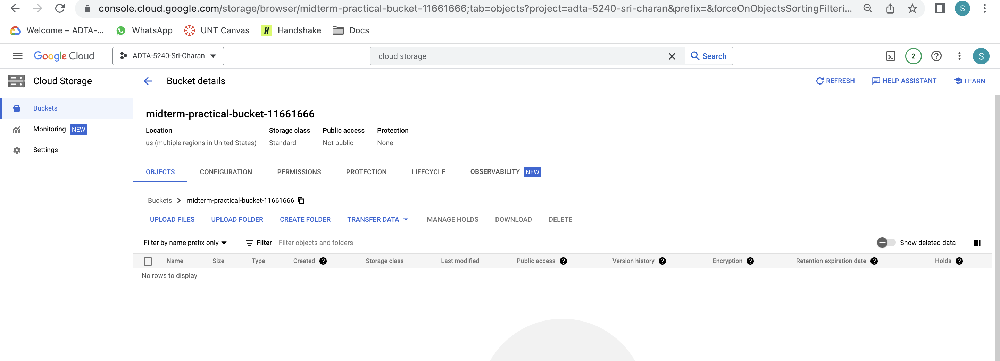 console.cloud.google.com/storage/browser/midterm-practical-bucket-11661666;tab=objects?project=adta-5240-sri-charan&prefix=&forceOnObjectsSortingFilteri... S
Welcome – ADTA-... WhatsApp UNT Canvas H Handshake Docs
Google Cloud ADTA-5240-Sri-Charan cloud storage Search 2 S
Cloud Storage Bucket details REFRESH HELP ASSISTANT LEARN
Buckets
Monitoring NEW
Settings
midterm-practical-bucket-11661666
Location Storage class Public access Protection
us (multiple regions in United States) Standard Not public None
OBJECTS CONFIGURATION PERMISSIONS PROTECTION LIFECYCLE OBSERVABILITY NEW
Buckets > midterm-practical-bucket-11661666
UPLOAD FILES UPLOAD FOLDER CREATE FOLDER TRANSFER DATA MANAGE HOLDS DOWNLOAD DELETE
Filter by name prefix only Filter Filter objects and folders Show deleted data
Name Size Type Created Storage class Last modified Public access Version history Encryption Retention expiration date Holds
No rows to display